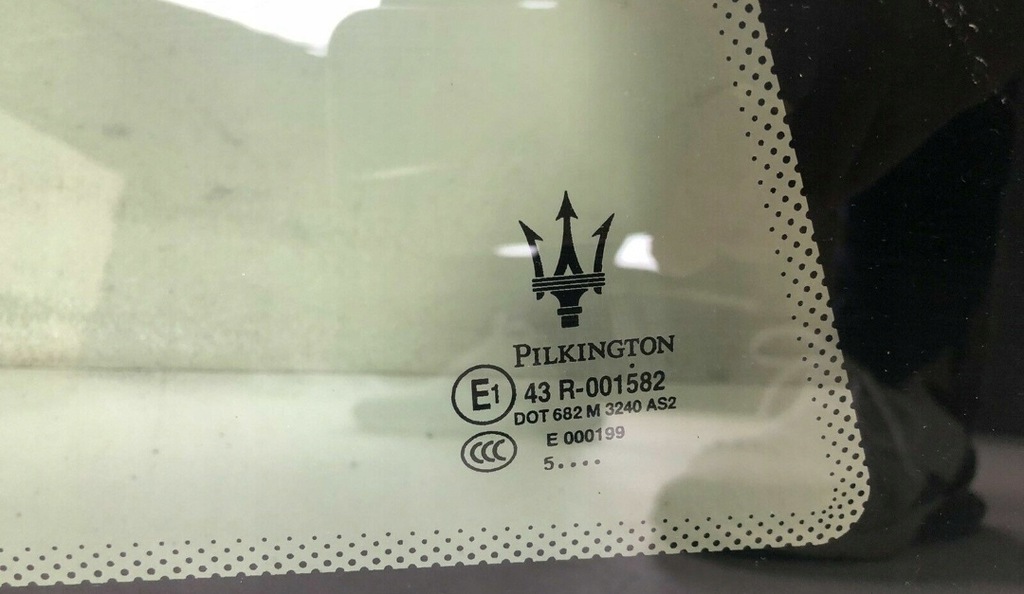 PILKINGTON
E1 43 R-001582
DOT 682 M 3240 AS2
CCC E 000199
5....